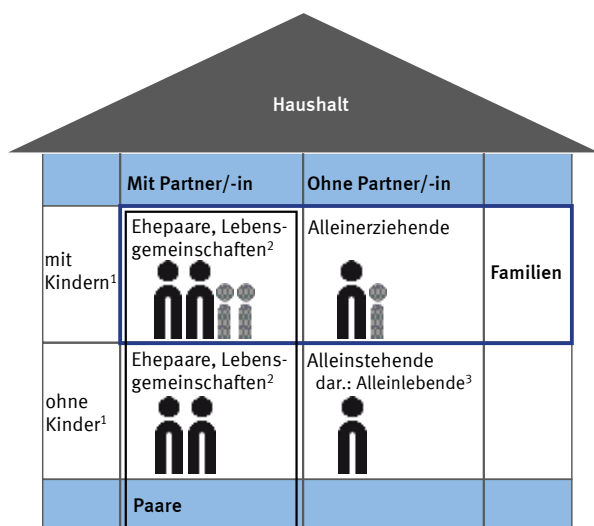 Haushalt
Mit Partner/-in
Ohne Partner/-in
mit
Kindern¹
Ehepaare, Lebens-
gemeinschaften²
Alleinerziehende
Familien
ohne
Kinder¹
Ehepaare, Lebens-
gemeinschaften²
Alleinstehende
dar.: Alleinlebende³
Paare